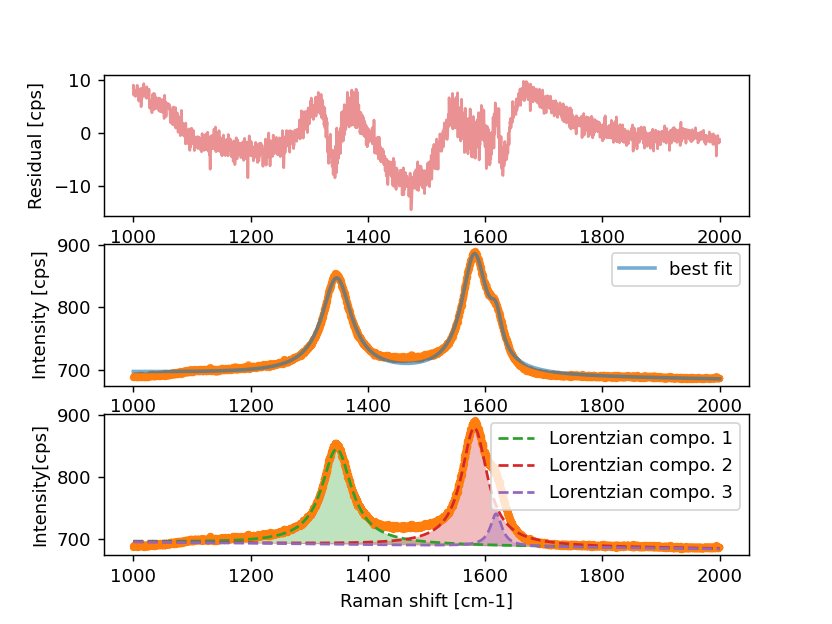 10
0
−10
Residual [cps]
1000 1200 1400 1600 1800 2000
900
800
700
Intensity [cps]
best fit
1000 1200 1400 1600 1800 2000
900
800
700
Intensity[cps]
Lorentzian compo. 1
Lorentzian compo. 2
Lorentzian compo. 3
1000 1200 1400 1600 1800 2000
Raman shift [cm-1]